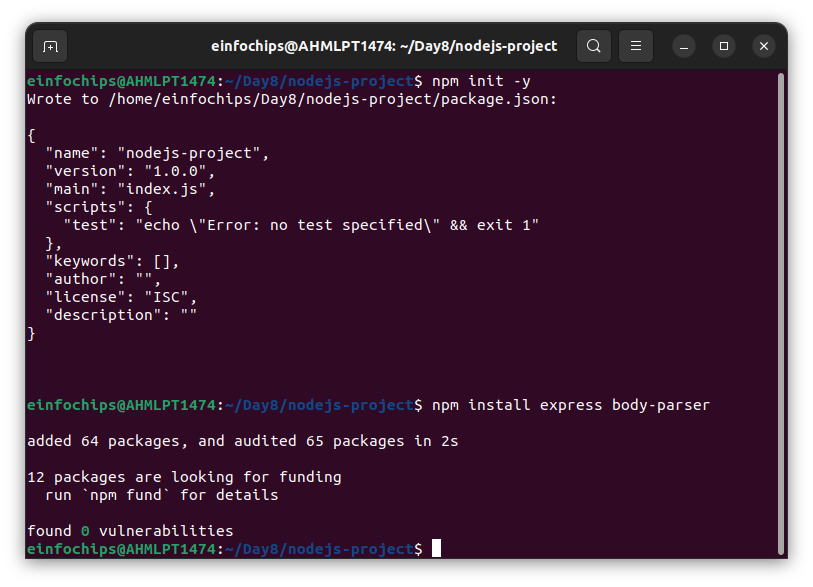 einfochips@AHMLPT1474: ~/Day8/nodejs-project
einfochips@AHMLPT1474:~/Day8/nodejs-project$ npm init -y
Wrote to /home/einfochips/Day8/nodejs-project/package.json:
{
  "name": "nodejs-project",
  "version": "1.0.0",
  "main": "index.js",
  "scripts": {
    "test": "echo \"Error: no test specified\" && exit 1"
  },
  "keywords": [],
  "author": "",
  "license": "ISC",
  "description": ""
}
einfochips@AHMLPT1474:~/Day8/nodejs-project$ npm install express body-parser
added 64 packages, and audited 65 packages in 2s
12 packages are looking for funding
  run `npm fund` for details
found 0 vulnerabilities
einfochips@AHMLPT1474:~/Day8/nodejs-project$